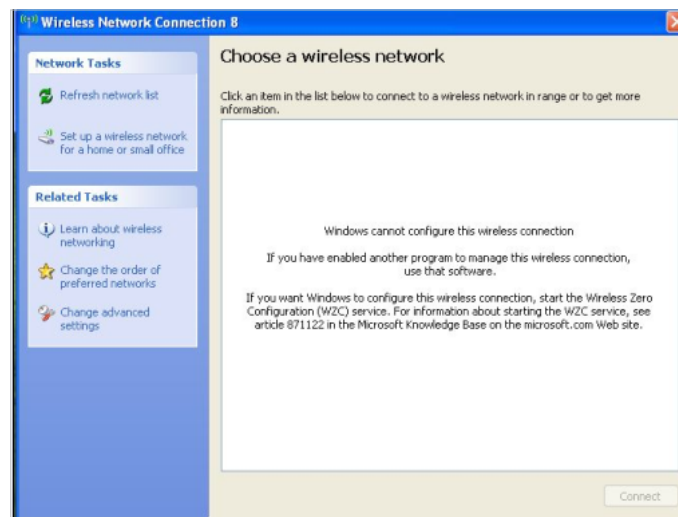 Wireless Network Connection 8
Network Tasks
Refresh network list
Set up a wireless network
for a home or small office
Related Tasks
Learn about wireless
networking
Change the order of
preferred networks
Change advanced
settings
Choose a wireless network
Click an item in the list below to connect to a wireless network in range or to get more
information.
Windows cannot configure this wireless connection
If you have enabled another program to manage this wireless connection,
use that software.
If you want Windows to configure this wireless connection, start the Wireless Zero
Configuration (WZC) service. For information about starting the WZC service, see
article 871122 in the Microsoft Knowledge Base on the microsoft.com Web site.
Connect